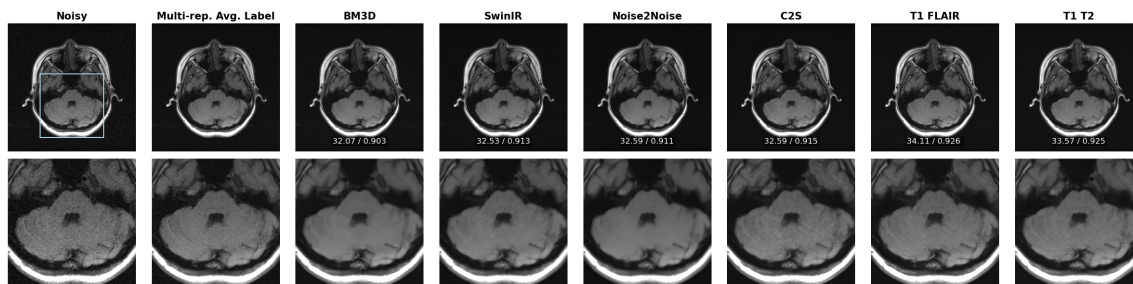 Noisy
Multi-rep. Avg. Label
BM3D
SwinIR
Noise2Noise
C2S
T1 FLAIR
T1 T2
32.07 / 0.903
32.53 / 0.913
32.59 / 0.911
32.59 / 0.915
34.11 / 0.926
33.57 / 0.925